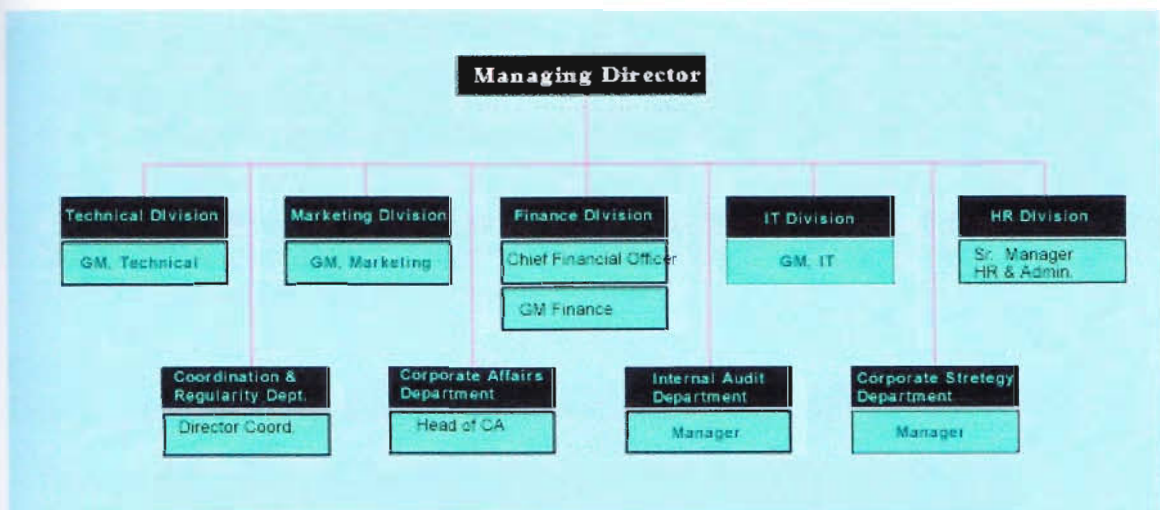 Managing Director
Technical Division
GM, Technical
Marketing Division
GM, Marketing
Finance Division
Chief Financial Officer
GM Finance
IT Division
GM, IT
HR Division
Sr. Manager
HR & Admin.
Coordination &
Regularity Dept.
Director Coord.
Corporate Affairs
Department
Head of CA
Internal Audit
Department
Manager
Corporate Stretegy
Department
Manager